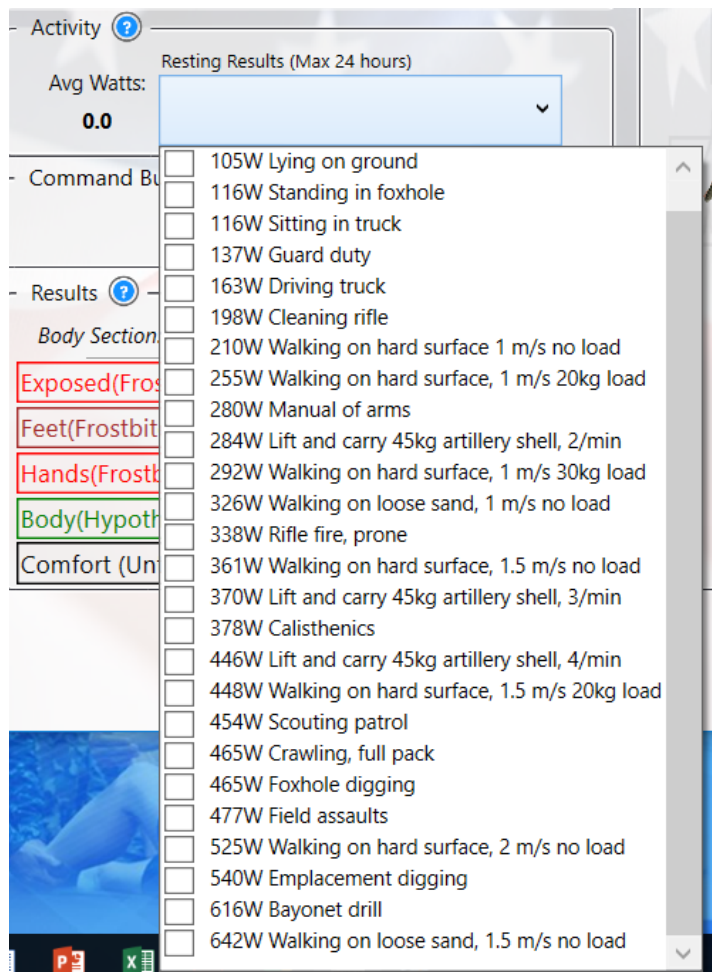 Activity ?
Resting Results (Max 24 hours)
Avg Watts:
0.0
105W Lying on ground
Command Bu
116W Standing in foxhole
116W Sitting in truck
137W Guard duty
163W Driving truck
Results ?
198W Cleaning rifle
Body Section
210W Walking on hard surface 1 m/s no load
255W Walking on hard surface, 1 m/s 20kg load
Exposed(Fros
280W Manual of arms
Feet(Frostbit
284W Lift and carry 45kg artillery shell, 2/min
292W Walking on hard surface, 1 m/s 30kg load
Hands(Frostb
326W Walking on loose sand, 1 m/s no load
Body(Hypoth
338W Rifle fire, prone
361W Walking on hard surface, 1.5 m/s no load
Comfort (Un
370W Lift and carry 45kg artillery shell, 3/min
378W Calisthenics
446W Lift and carry 45kg artillery shell, 4/min
448W Walking on hard surface, 1.5 m/s 20kg load
454W Scouting patrol
465W Crawling, full pack
465W Foxhole digging
477W Field assaults
525W Walking on hard surface, 2 m/s no load
540W Emplacement digging
616W Bayonet drill
642W Walking on loose sand, 1.5 m/s no load